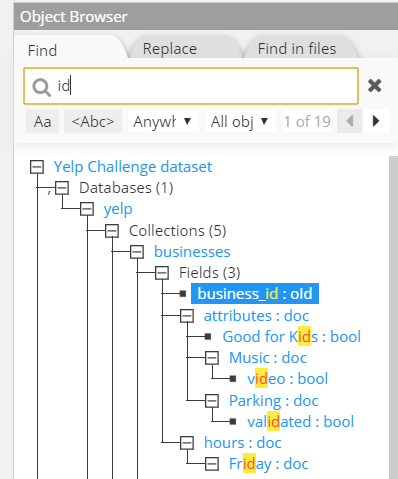 Object Browser
Find Replace Find in files
id
Aa <Abc> Anywh All obj 1 of 19
Yelp Challenge dataset
Databases (1)
yelp
Collections (5)
businesses
Fields (3)
business_id : old
attributes : doc
Good for Kids : bool
Music : doc
video : bool
Parking : doc
validated : bool
hours : doc
Friday : doc